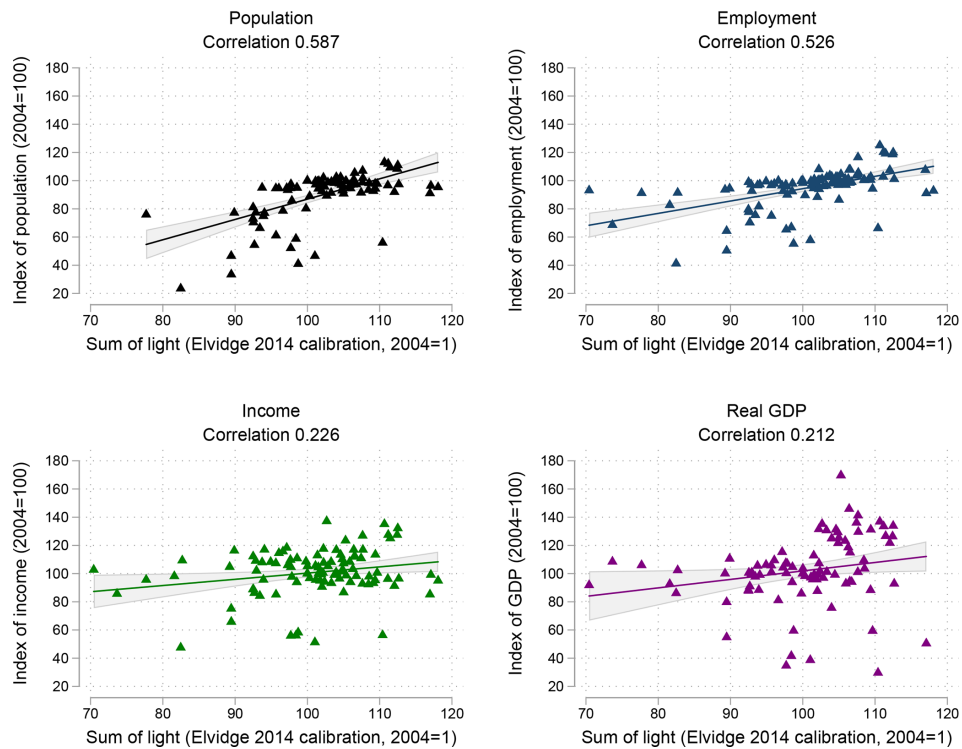 Population
Correlation 0.587
Index of population (2004=100)
180
160
140
120
100
80
60
40
20
70 80 90 100 110 120
Sum of light (Elvidge 2014 calibration, 2004=1)
Employment
Correlation 0.526
Index of employment (2004=100)
180
160
140
120
100
80
60
40
20
70 80 90 100 110 120
Sum of light (Elvidge 2014 calibration, 2004=1)
Income
Correlation 0.226
Index of income (2004=100)
180
160
140
120
100
80
60
40
20
70 80 90 100 110 120
Sum of light (Elvidge 2014 calibration, 2004=1)
Real GDP
Correlation 0.212
Index of GDP (2004=100)
180
160
140
120
100
80
60
40
20
70 80 90 100 110 120
Sum of light (Elvidge 2014 calibration, 2004=1)